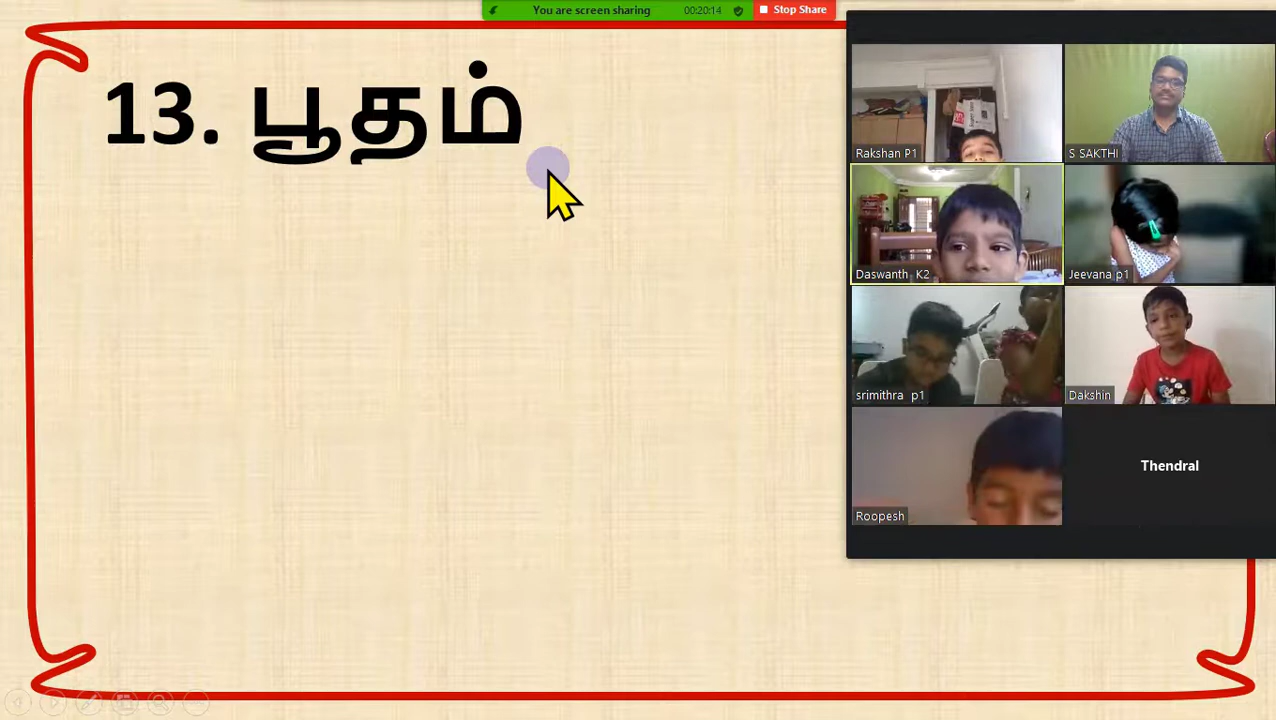 You are screen sharing 00:20:14 Stop Share
13. பூதம்
Rakshan P1
S SAKTHI
Daswanth K2
Jeevana p1
srimithra p1
Dakshin
Roopesh
Thendral